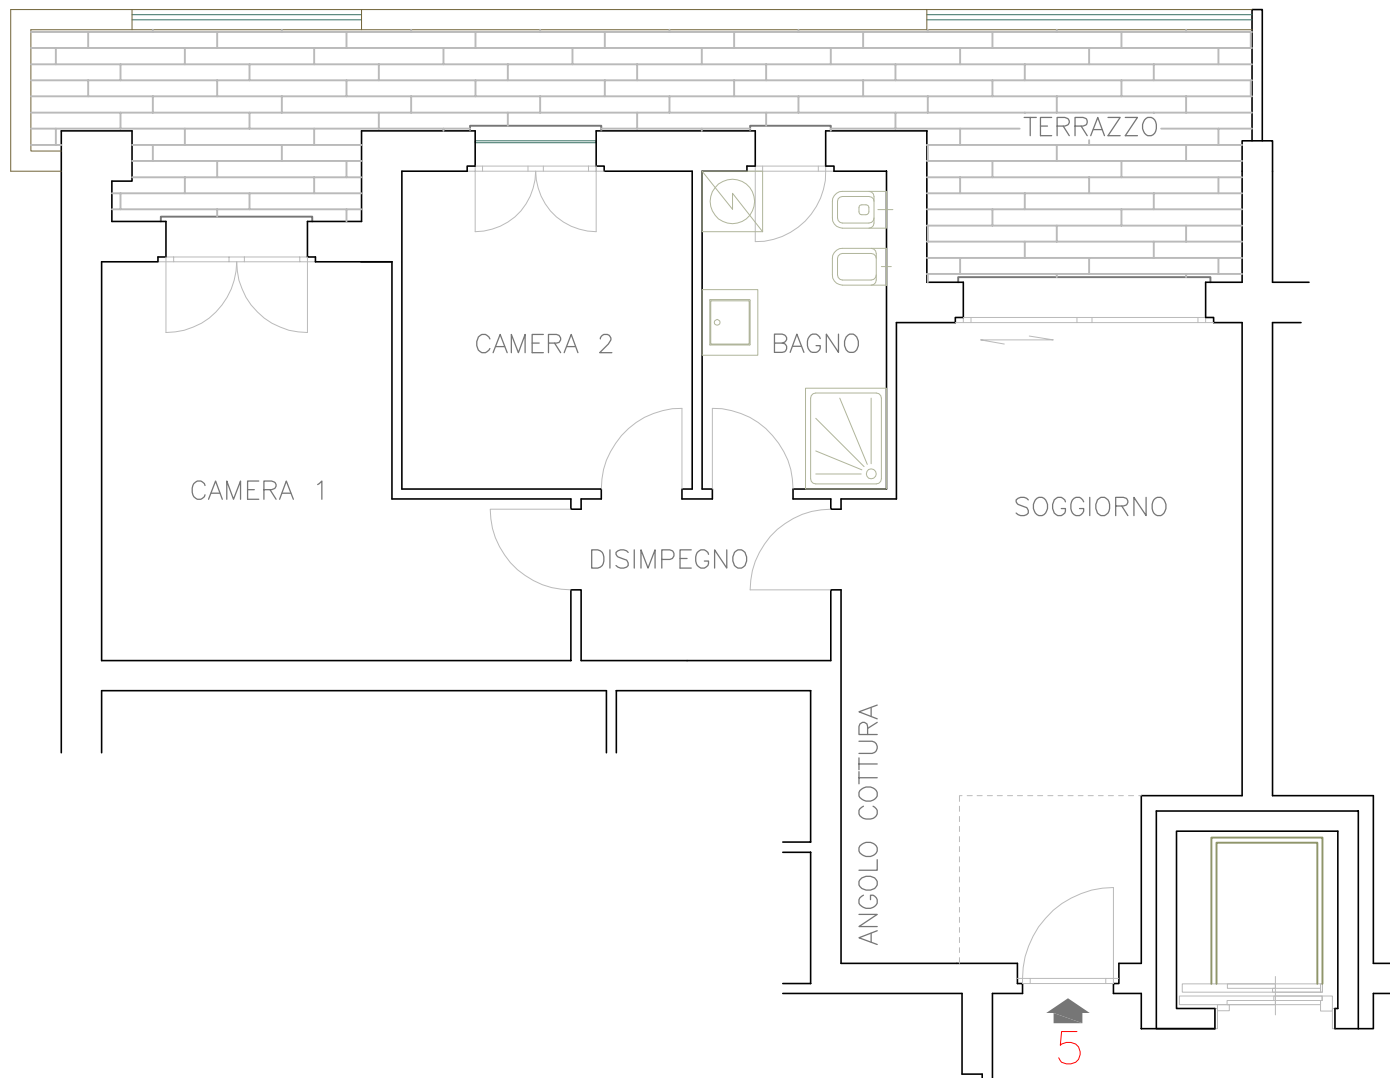 TERRAZZO
CAMERA 2
BAGNO
CAMERA 1
SOGGIORNO
DISIMPEGNO
ANGOLO COTTURA
5